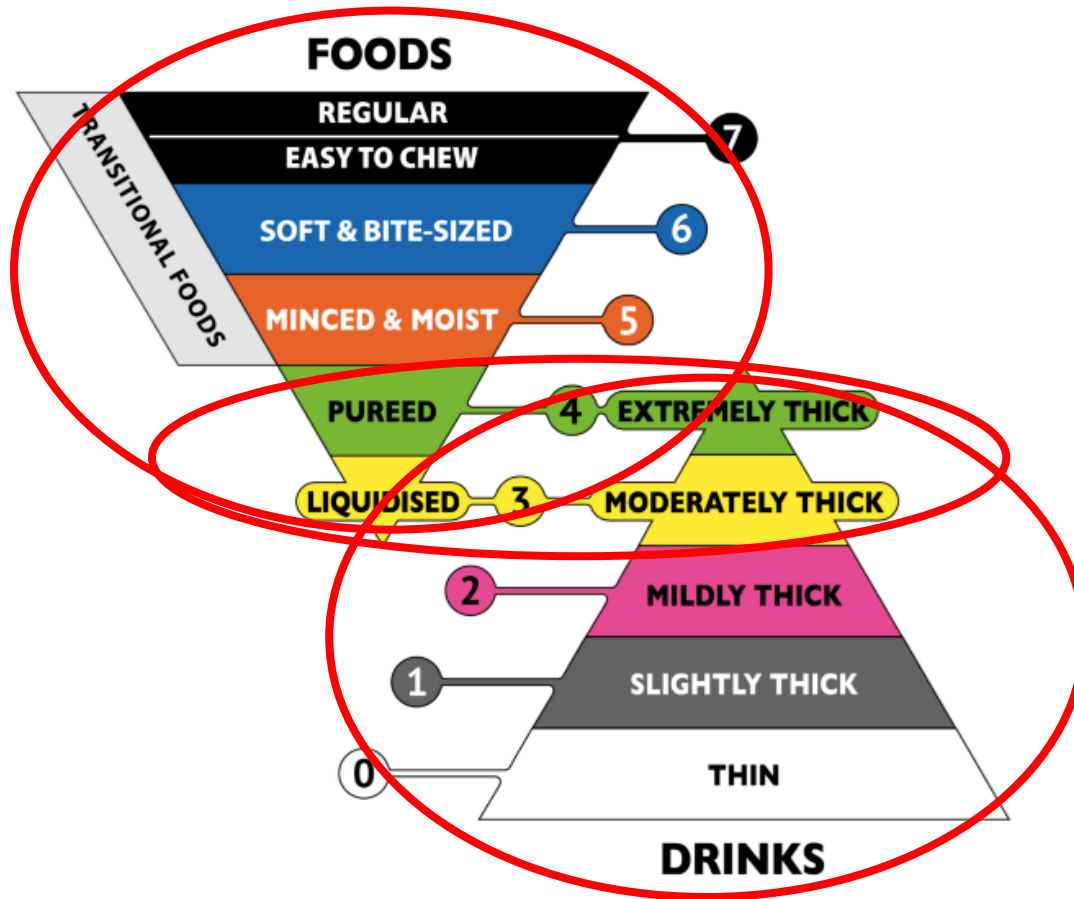 FOODS
REGULAR
7
EASY TO CHEW
TRANSITIONAL FOODS
SOFT & BITE-SIZED
6
MINCED & MOIST
5
PUREED
4
EXTREMELY THICK
LIQUIDISED
3
MODERATELY THICK
2
MILDLY THICK
1
SLIGHTLY THICK
0
THIN
DRINKS